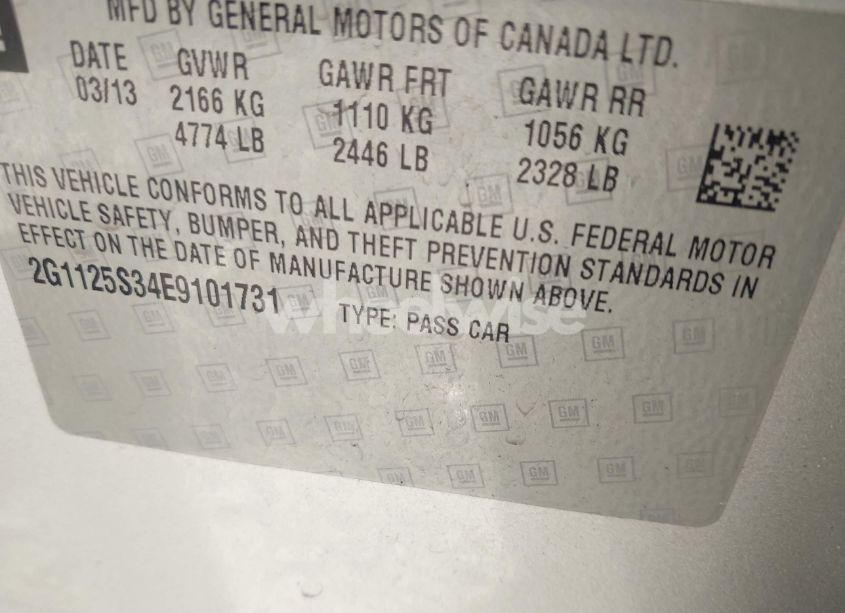 MFD BY GENERAL MOTORS OF CANADA LTD.
DATE GVWR GAWR FRT GAWR RR
03/13 2166 KG 1110 KG 1056 KG
4774 LB 2446 LB 2328 LB
THIS VEHICLE CONFORMS TO ALL APPLICABLE U.S. FEDERAL MOTOR
VEHICLE SAFETY, BUMPER, AND THEFT PREVENTION STANDARDS IN
EFFECT ON THE DATE OF MANUFACTURE SHOWN ABOVE.
2G1125S34E9101731 TYPE: PASS CAR
wheelwise